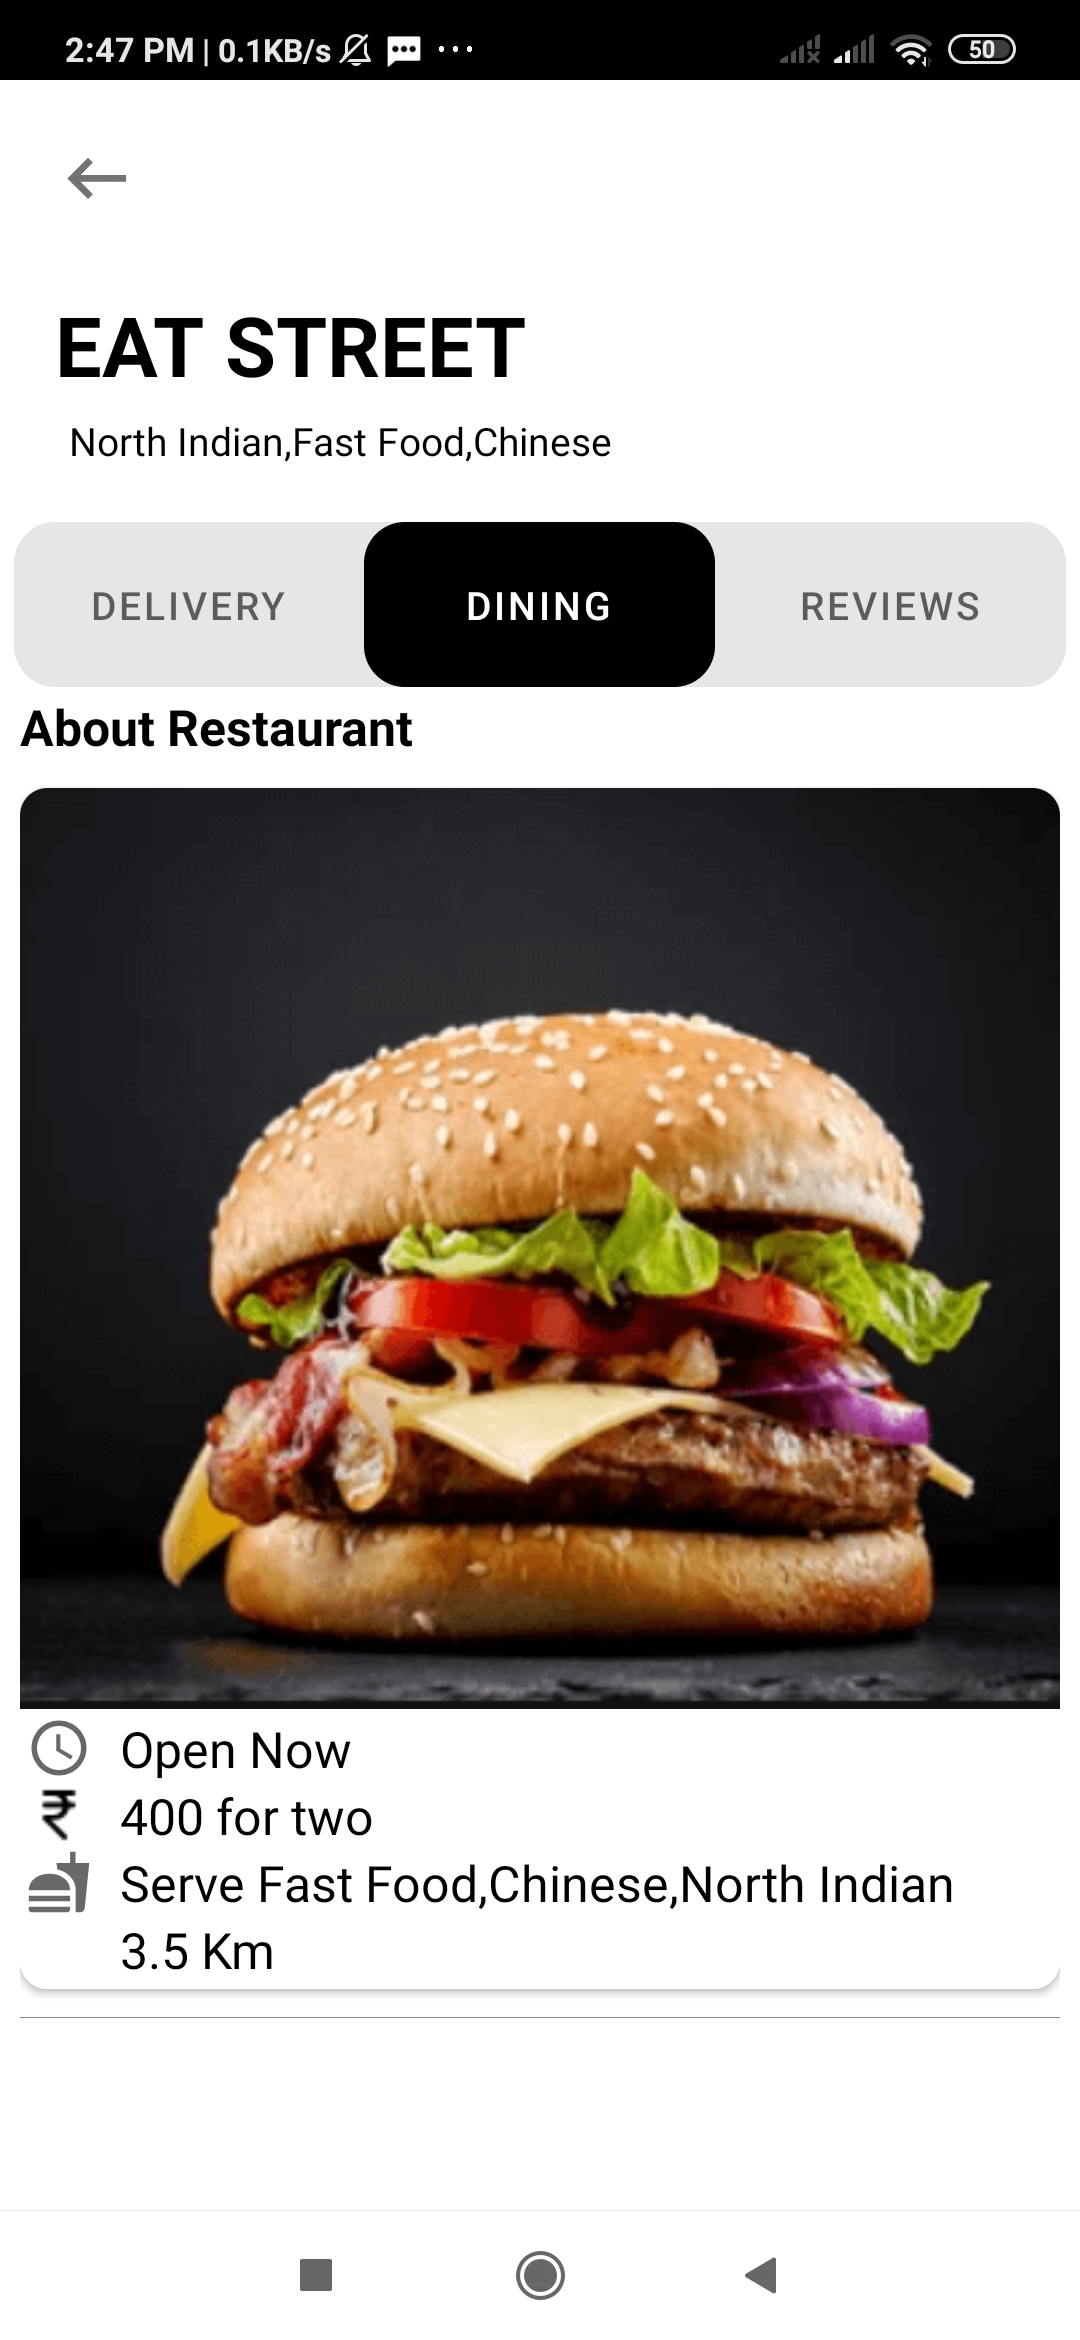 2:47 PM | 0.1KB/s
50
EAT STREET
North Indian,Fast Food,Chinese
DELIVERY
DINING
REVIEWS
About Restaurant
Open Now
₹ 400 for two
Serve Fast Food,Chinese,North Indian
3.5 Km